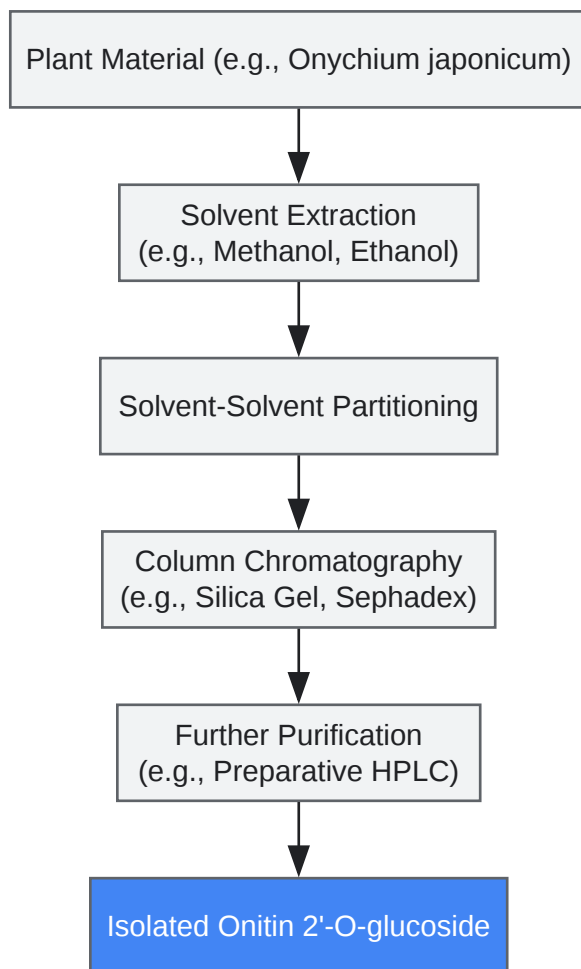 Plant Material (e.g., Onychium japonicum)
Solvent Extraction
(e.g., Methanol, Ethanol)
Solvent-Solvent Partitioning
Column Chromatography
(e.g., Silica Gel, Sephadex)
Further Purification
(e.g., Preparative HPLC)
Isolated Onitin 2'-O-glucoside